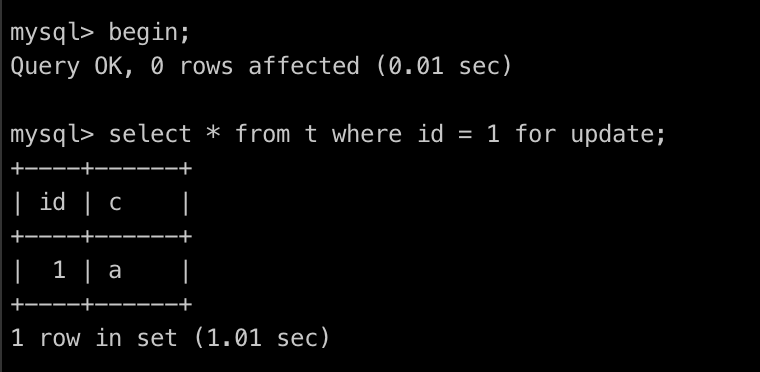 mysql> begin;
Query OK, 0 rows affected (0.01 sec)
mysql> select * from t where id = 1 for update;
+----+------+
| id | c    |
+----+------+
|  1 | a    |
+----+------+
1 row in set (1.01 sec)